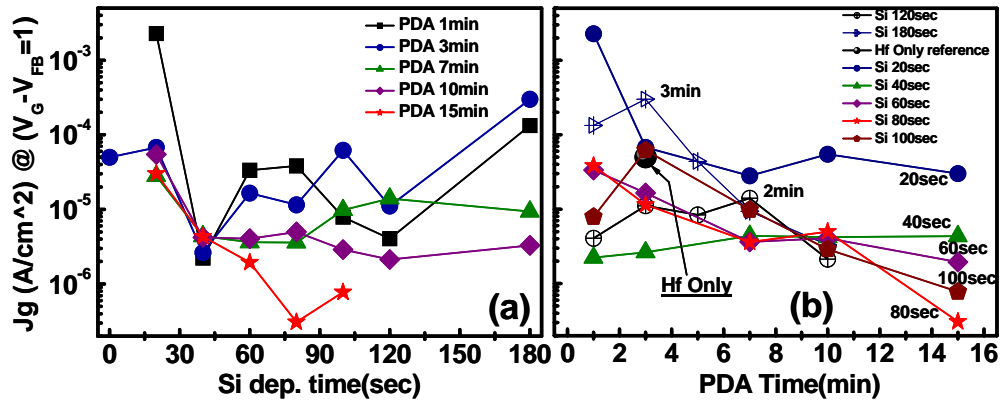 Jg (A/cm^2) @ (V_G-V_FB=1)
10^-3
10^-4
10^-5
10^-6
PDA 1min
PDA 3min
PDA 7min
PDA 10min
PDA 15min
(a)
0 30 60 90 120 150 180
Si dep. time(sec)
Si 120sec
Si 180sec
Hf Only reference
Si 20sec
Si 40sec
Si 60sec
Si 80sec
Si 100sec
3min
2min
20sec
40sec
60sec
100sec
80sec
Hf Only
(b)
0 2 4 6 8 10 12 14 16
PDA Time(min)